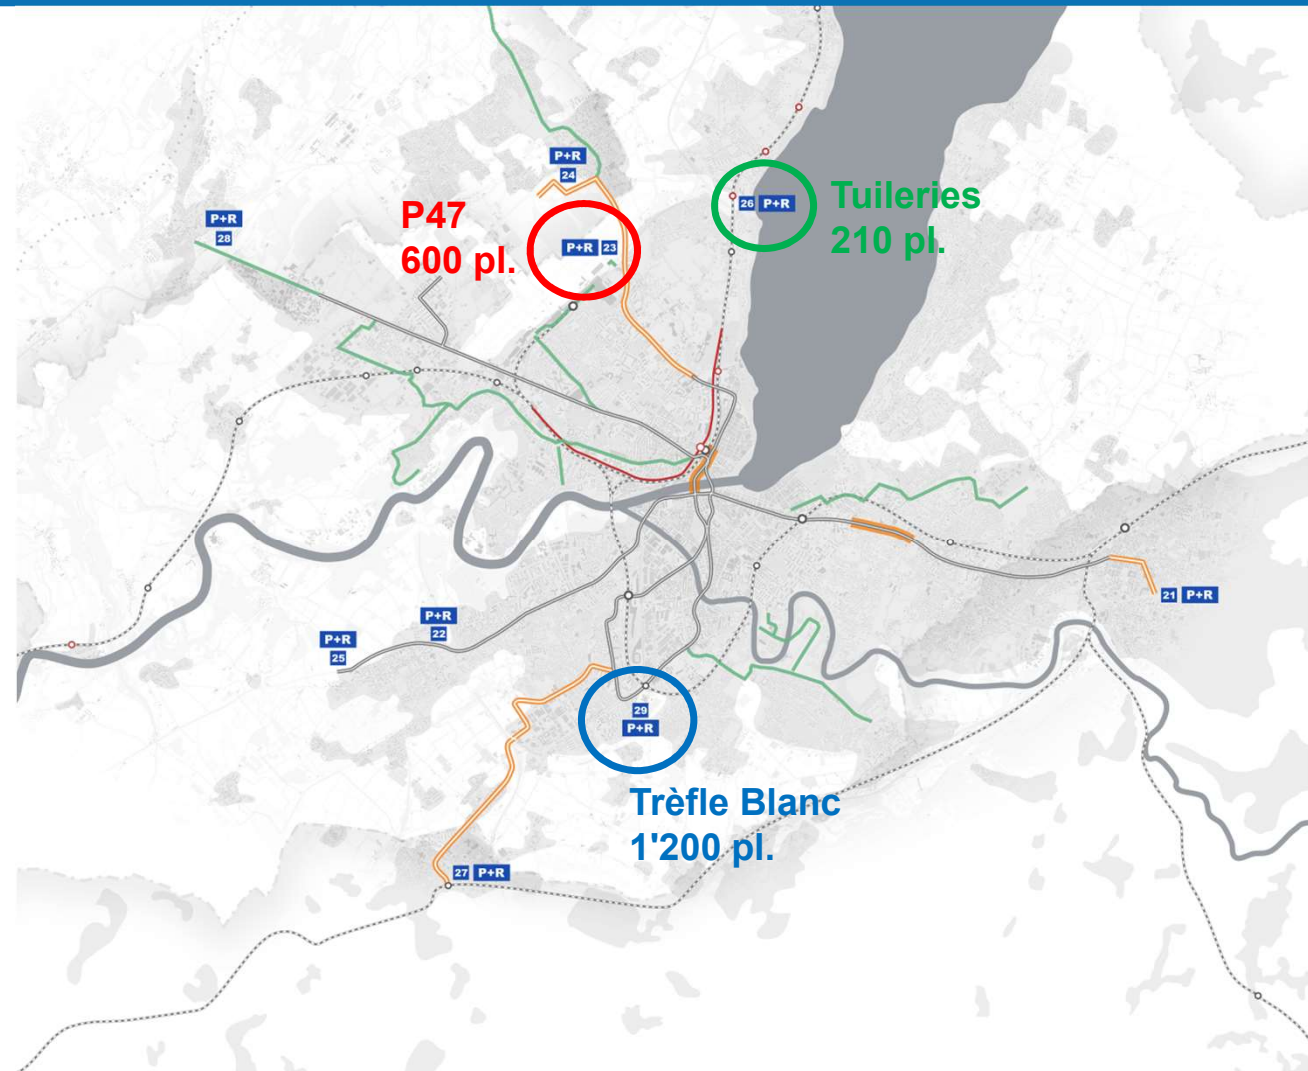 P+R
24
P47
600 pl.
P+R 23
26 P+R
Tuileries
210 pl.
P+R
28
P+R
22
P+R
25
21 P+R
29
P+R
Trèfle Blanc
1'200 pl.
27 P+R